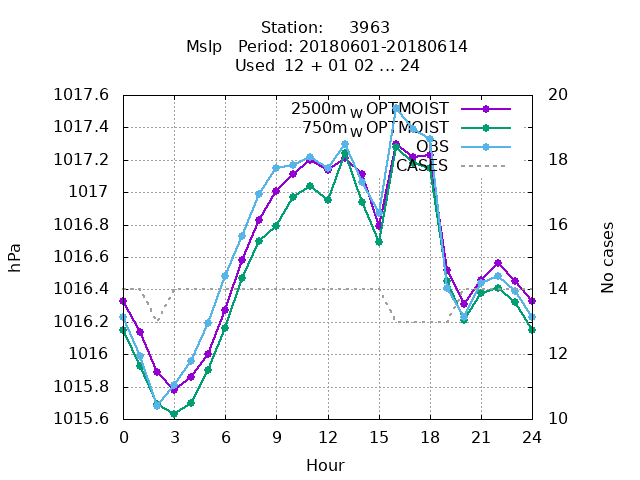 Station: 3963
Mslp Period: 20180601-20180614
Used 12 + 01 02 ... 24
1017.6
1017.4
1017.2
1017
1016.8
1016.6
1016.4
1016.2
1016
1015.8
1015.6
hPa
2500m W OPTMOIST
750m W OPTMOIST
OBS
CASES
20
18
16
14
12
10
No cases
0 3 6 9 12 15 18 21 24
Hour